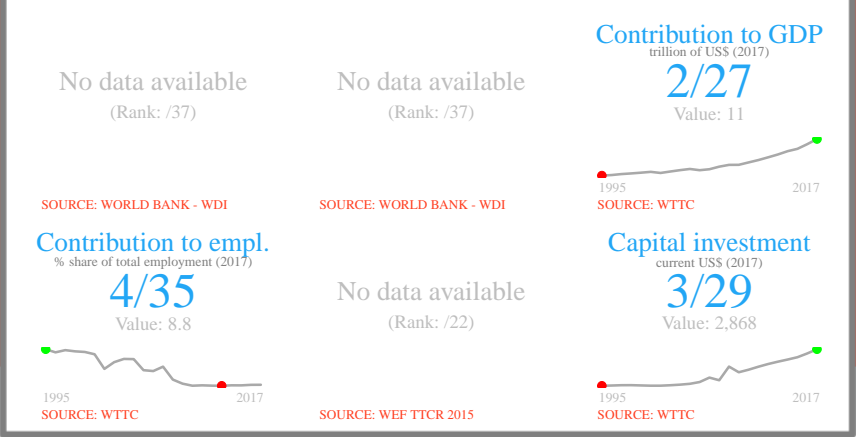 No data available
(Rank: /37)
SOURCE: WORLD BANK - WDI
No data available
(Rank: /37)
SOURCE: WORLD BANK - WDI
Contribution to GDP
trillion of US$ (2017)
2/27
Value: 11
1995 2017
SOURCE: WTTC
Contribution to empl.
% share of total employment (2017)
4/35
Value: 8.8
1995 2017
SOURCE: WTTC
No data available
(Rank: /22)
SOURCE: WEF TTCR 2015
Capital investment
current US$ (2017)
3/29
Value: 2,868
1995 2017
SOURCE: WTTC